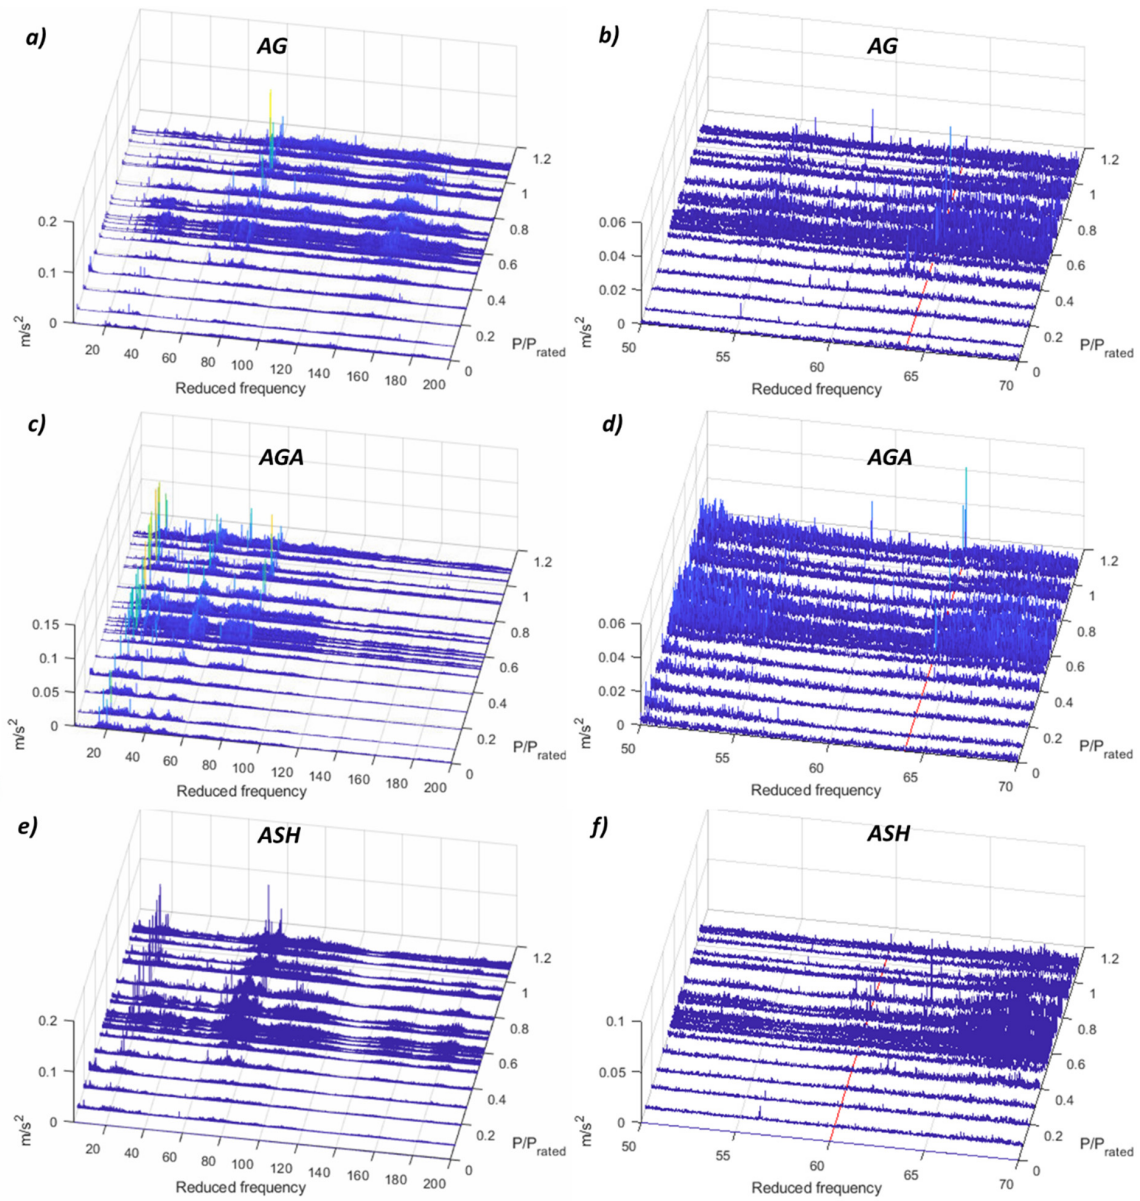 a)
AG
0.2
0.1
0
m/s²
20 40 60 80 100 120 140 160 180 200
Reduced frequency
1.2
1
0.8
0.6
0.4
0.2
0
P/Prated
b)
AG
0.06
0.04
0.02
0
m/s²
50 55 60 65 70
Reduced frequency
1.2
1
0.8
0.6
0.4
0.2
0
P/Prated
c)
AGA
0.15
0.1
0.05
0
m/s²
20 40 60 80 100 120 140 160 180 200
Reduced frequency
1.2
1
0.8
0.6
0.4
0.2
0
P/Prated
d)
AGA
0.06
0.04
0.02
0
m/s²
50 55 60 65 70
Reduced frequency
1.2
1
0.8
0.6
0.4
0.2
0
P/Prated
e)
ASH
0.2
0.1
0
m/s²
20 40 60 80 100 120 140 160 180 200
Reduced frequency
1.2
1
0.8
0.6
0.4
0.2
0
P/Prated
f)
ASH
0.1
0.05
0
m/s²
50 55 60 65 70
Reduced frequency
1.2
1
0.8
0.6
0.4
0.2
0
P/Prated